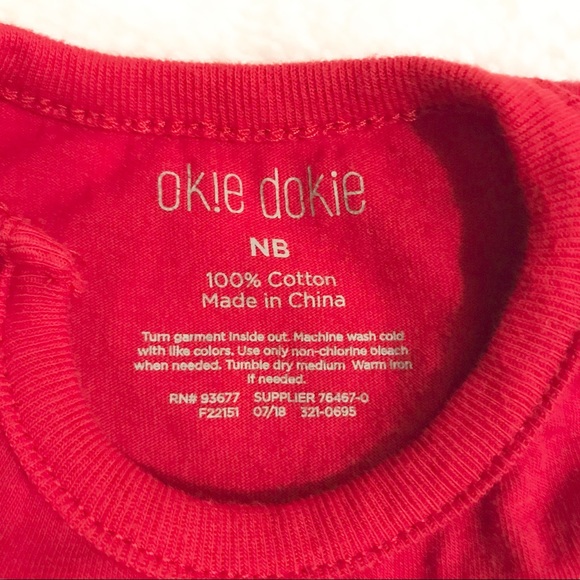 ok!e dokie
NB
100% Cotton
Made in China
Turn garment inside out. Machine wash cold
with like colors. Use only non-chlorine bleach
when needed. Tumble dry medium Warm iron
if needed.
RN# 93677 SUPPLIER 76467-0
F22151 07/18 321-0695